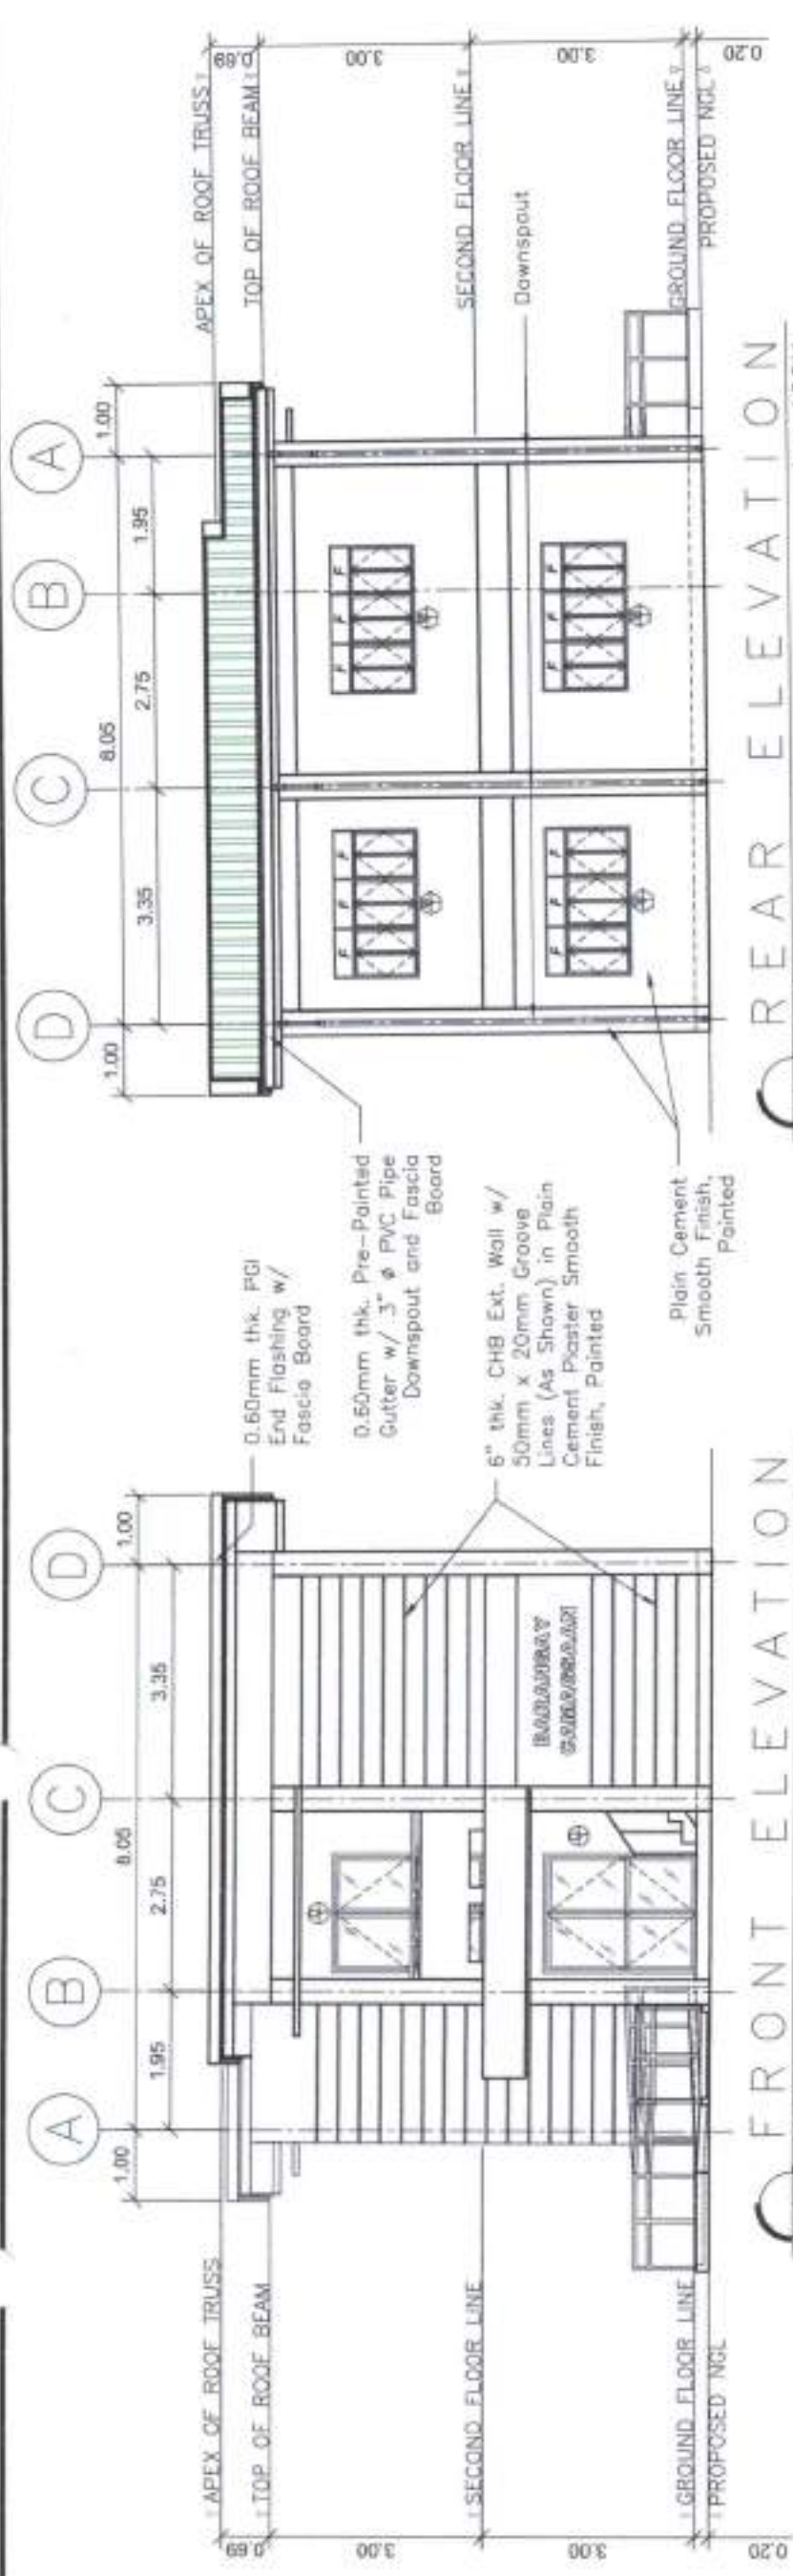 A
B
C
D
1.00
8.05
1.00
1.95
2.75
3.35
APEX OF ROOF TRUSS
TOP OF ROOF BEAM
SECOND FLOOR LINE
GROUND FLOOR LINE
PROPOSED NGL
0.69
3.00
3.00
0.20
BARANGAY
FRONT ELEVATION
0.60mm thk. PGI
End Flashing w/
Fascia Board
0.60mm thk. Pre-Painted
Gutter w/ 3" ø PVC Pipe
Downspout and Fascia
Board
6" thk. CHB Ext. Wall w/
50mm x 20mm Groove
Lines (As Shown) in Plain
Cement Plaster Smooth
Finish, Painted
Plain Cement
Smooth Finish,
Painted
D
C
B
A
1.00
8.05
1.00
3.35
2.75
1.95
F F F
F F F
F F F
F F F
APEX OF ROOF TRUSS
TOP OF ROOF BEAM
SECOND FLOOR LINE
Downspout
GROUND FLOOR LINE
PROPOSED NGL
0.69
3.00
3.00
0.20
REAR ELEVATION